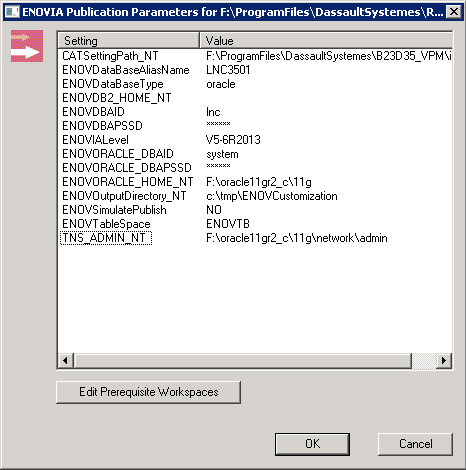 ENOVIA Publication Parameters for F:\ProgramFiles\DassaultSystemes\R...
Setting Value
CATSettingPath_NT F:\ProgramFiles\DassaultSystemes\B23D35_VPM\i
ENOVDataBaseAliasName LNC3501
ENOVDataBaseType oracle
ENOVDB2_HOME_NT
ENOVDBAID lnc
ENOVDBAPSSD ******
ENOVIALevel V5-6R2013
ENOVORACLE_DBAID system
ENOVORACLE_DBAPSSD ******
ENOVORACLE_HOME_NT F:\oracle11gr2_c\11g
ENOVOutputDirectory_NT c:\tmp\ENOVCustomization
ENOVSimulatePublish NO
ENOVTableSpace ENOVTB
TNS_ADMIN_NT F:\oracle11gr2_c\11g\network\admin
Edit Prerequisite Workspaces
OK Cancel